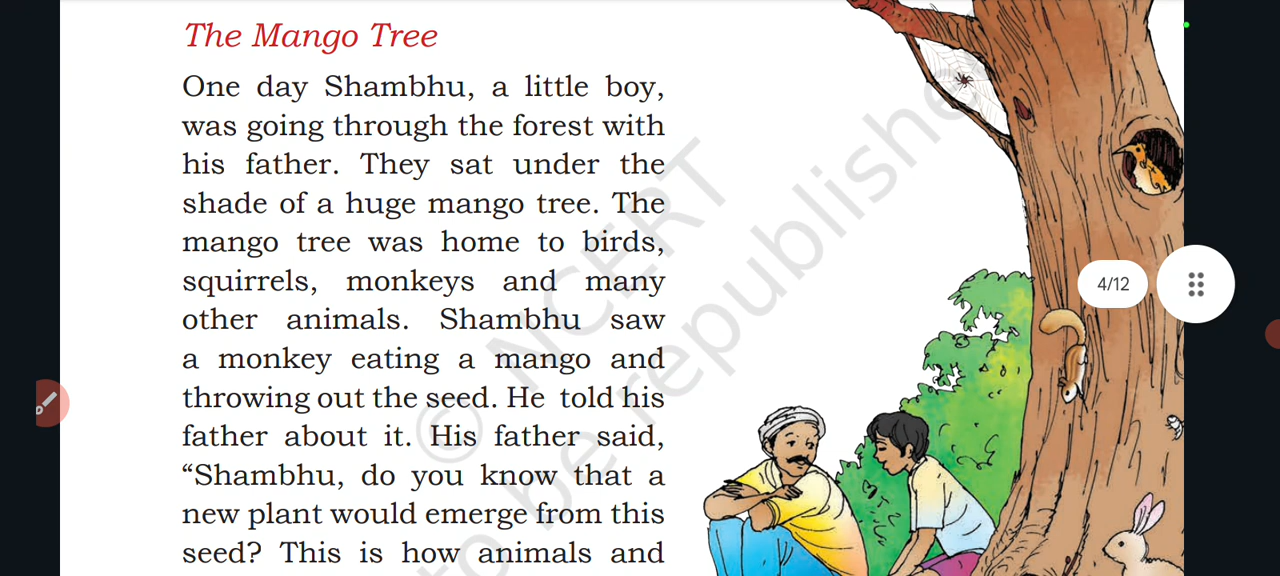 The Mango Tree
One day Shambhu, a little boy,
was going through the forest with
his father. They sat under the
shade of a huge mango tree. The
mango tree was home to birds,
squirrels, monkeys and many
other animals. Shambhu saw
a monkey eating a mango and
throwing out the seed. He told his
father about it. His father said,
“Shambhu, do you know that a
new plant would emerge from this
seed? This is how animals and
© NCERT
to be republished
4/12